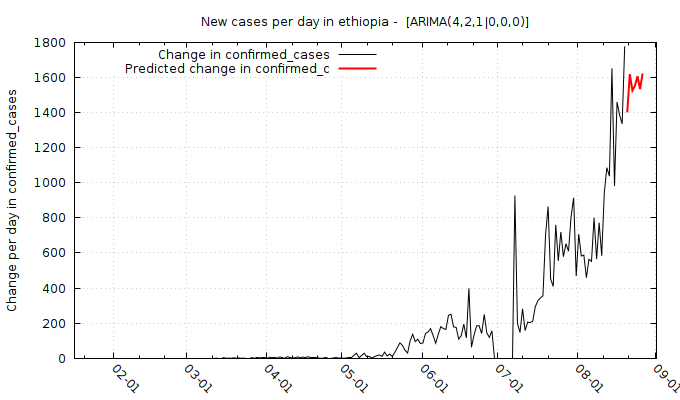 New cases per day in ethiopia -  [ARIMA(4,2,1|0,0,0)]
Change in confirmed_cases
Predicted change in confirmed_c
Change per day in confirmed_cases
1800
1600
1400
1200
1000
800
600
400
200
0
02-01 03-01 04-01 05-01 06-01 07-01 08-01 09-01